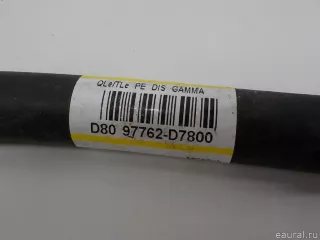 QLe/TLe PE DIS GAMMA
D80 97762-D7800
© eaural.ru